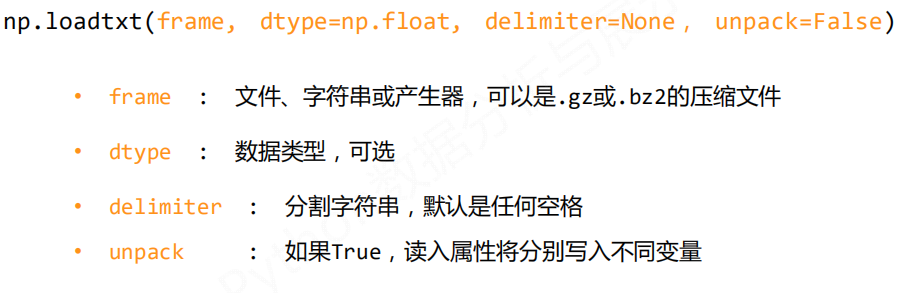 np.loadtxt(frame, dtype=np.float, delimiter=None, unpack=False)
• frame : 文件、字符串或产生器，可以是.gz或.bz2的压缩文件
• dtype : 数据类型，可选
• delimiter : 分割字符串，默认是任何空格
• unpack : 如果True，读入属性将分别写入不同变量